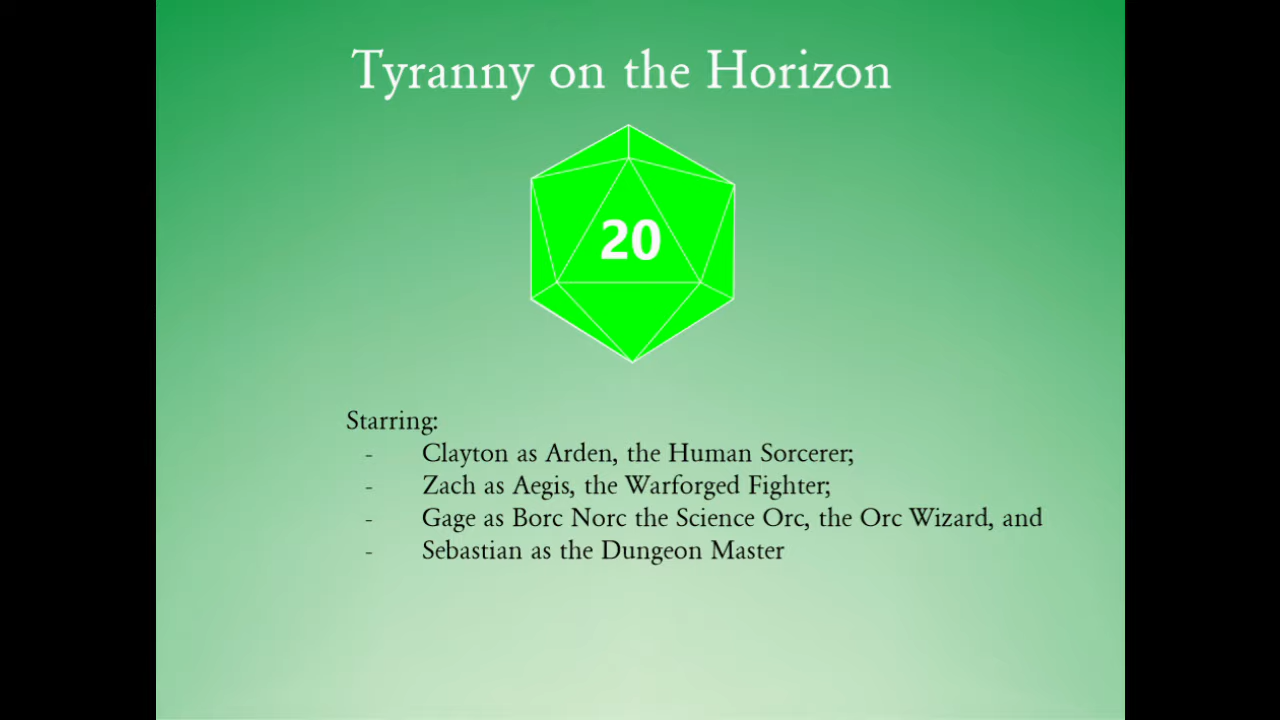 Tyranny on the Horizon
20
Starring:
- Clayton as Arden, the Human Sorcerer;
- Zach as Aegis, the Warforged Fighter;
- Gage as Borc Norc the Science Orc, the Orc Wizard, and
- Sebastian as the Dungeon Master